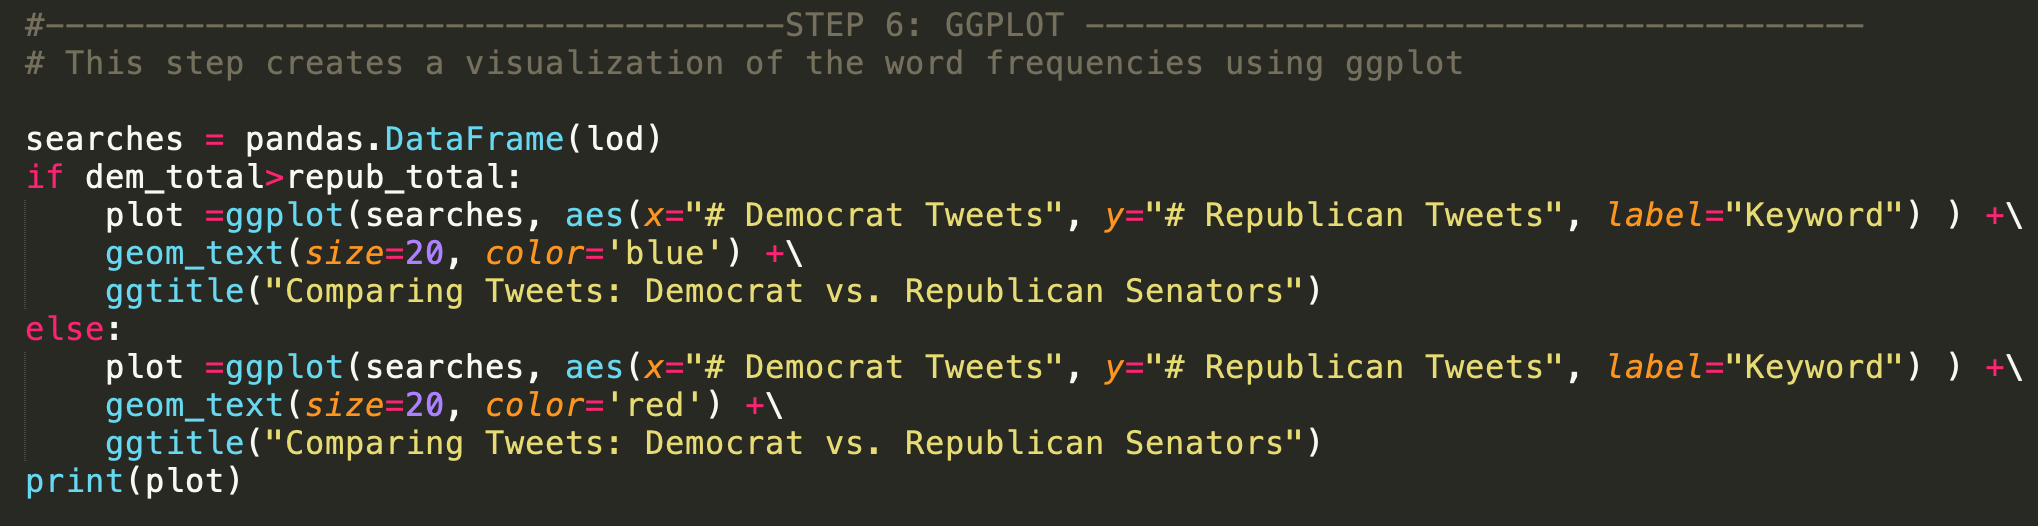 #-------------------------------------STEP 6: GGPLOT ---------------------------------------
# This step creates a visualization of the word frequencies using ggplot

searches = pandas.DataFrame(lod)
if dem_total>repub_total:
    plot =ggplot(searches, aes(x="# Democrat Tweets", y="# Republican Tweets", label="Keyword") ) +\
    geom_text(size=20, color='blue') +\
    ggtitle("Comparing Tweets: Democrat vs. Republican Senators")
else:
    plot =ggplot(searches, aes(x="# Democrat Tweets", y="# Republican Tweets", label="Keyword") ) +\
    geom_text(size=20, color='red') +\
    ggtitle("Comparing Tweets: Democrat vs. Republican Senators")
print(plot)